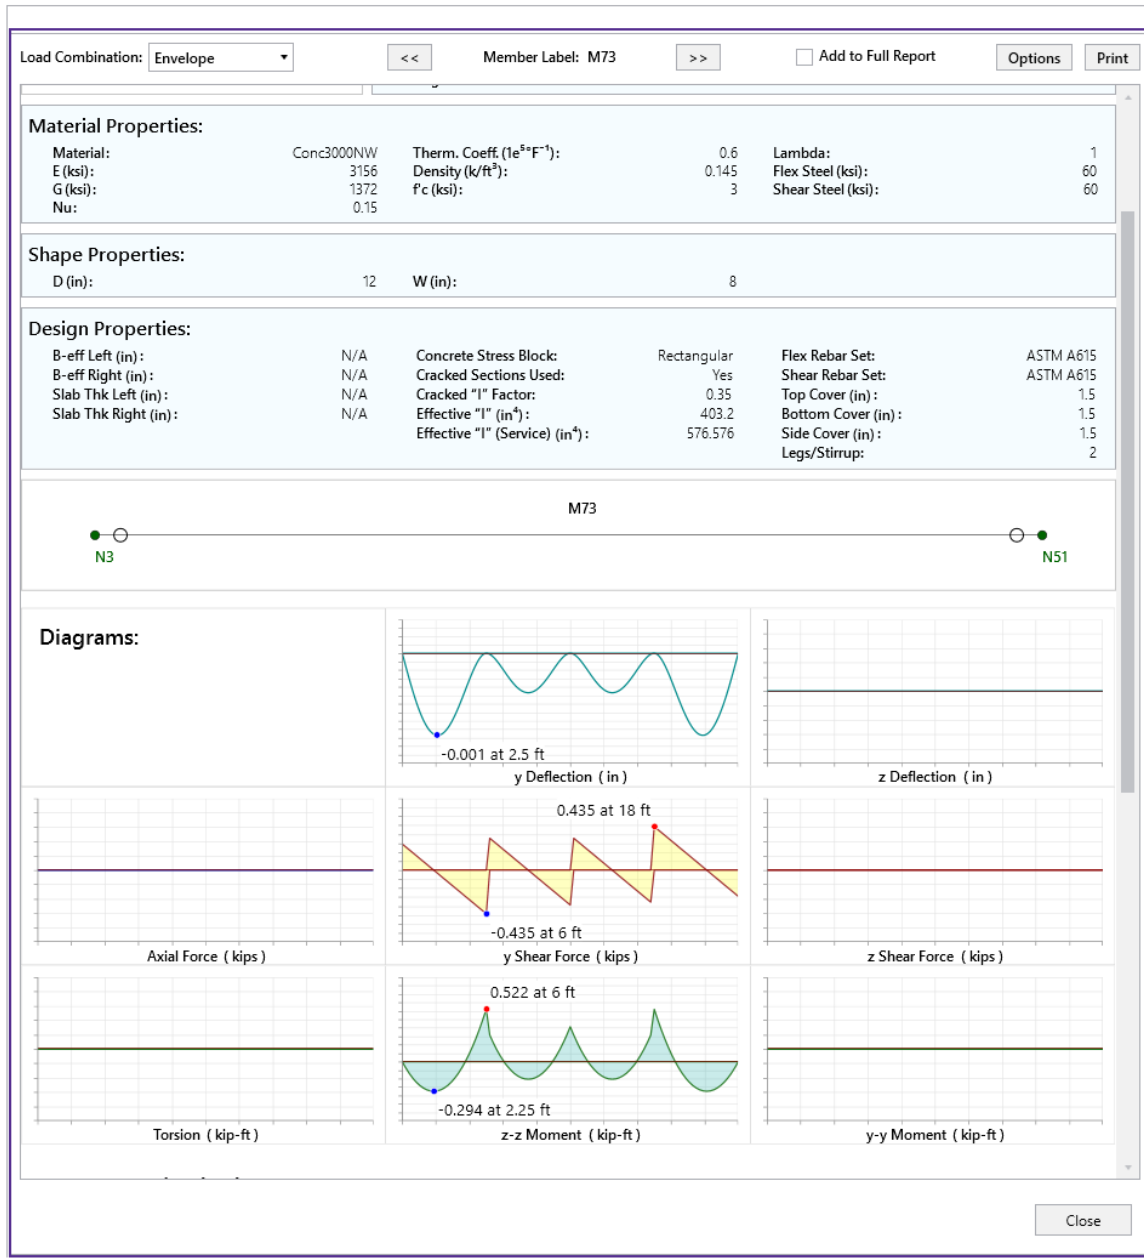 Load Combination: Envelope << Member Label: M73 >> Add to Full Report Options Print
Material Properties:
Material: Conc3000NW Therm. Coeff. (1e⁵°F⁻¹): 0.6 Lambda: 1
E (ksi): 3156 Density (k/ft³): 0.145 Flex Steel (ksi): 60
G (ksi): 1372 f'c (ksi): 3 Shear Steel (ksi): 60
Nu: 0.15
Shape Properties:
D (in): 12 W (in): 8
Design Properties:
B-eff Left (in): N/A Concrete Stress Block: Rectangular Flex Rebar Set: ASTM A615
B-eff Right (in): N/A Cracked Sections Used: Yes Shear Rebar Set: ASTM A615
Slab Thk Left (in): N/A Cracked "I" Factor: 0.35 Top Cover (in): 1.5
Slab Thk Right (in): N/A Effective "I" (in⁴): 403.2 Bottom Cover (in): 1.5
Effective "I" (Service) (in⁴): 576.576 Side Cover (in): 1.5
Legs/Stirrup: 2
M73
N3 N51
Diagrams:
-0.001 at 2.5 ft
y Deflection (in) z Deflection (in)
0.435 at 18 ft
-0.435 at 6 ft
Axial Force (kips) y Shear Force (kips) z Shear Force (kips)
0.522 at 6 ft
-0.294 at 2.25 ft
Torsion (kip-ft) z-z Moment (kip-ft) y-y Moment (kip-ft)
Close